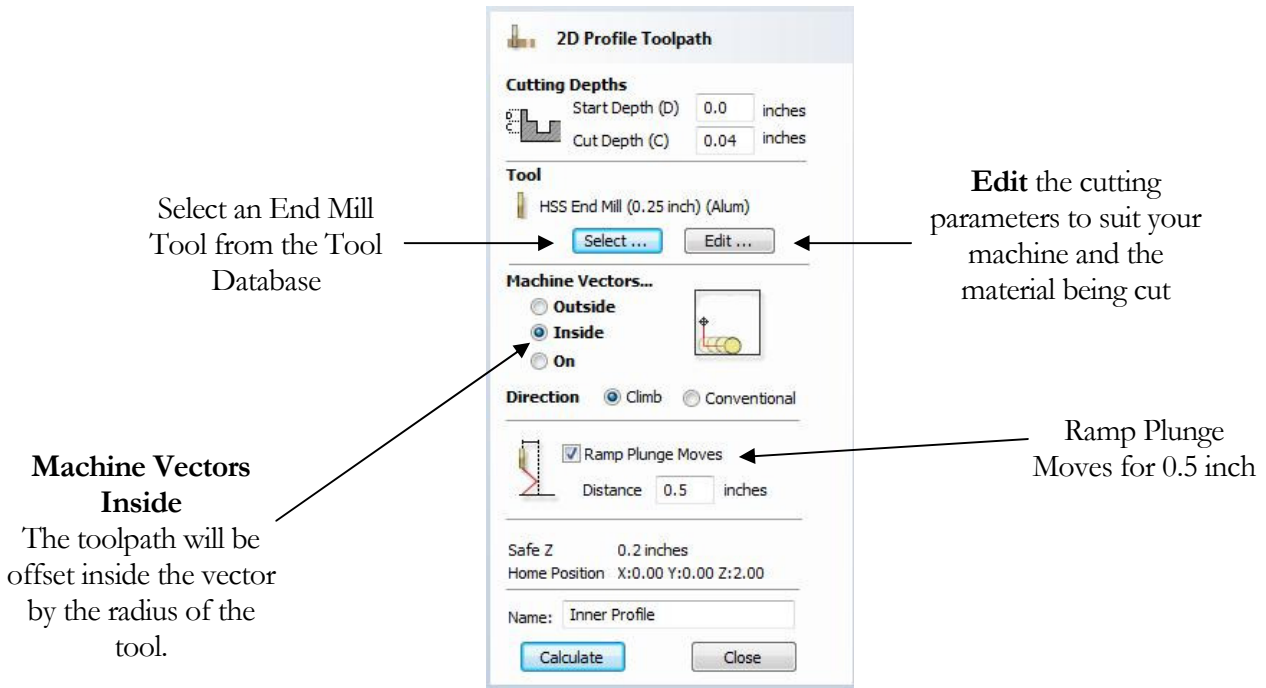 2D Profile Toolpath
Cutting Depths
Start Depth (D) 0.0 inches
D
C
Cut Depth (C) 0.04 inches
Tool
HSS End Mill (0.25 inch) (Alum)
Select ... Edit ...
Select an End Mill
Tool from the Tool
Database
Edit the cutting
parameters to suit your
machine and the
material being cut
Machine Vectors...
Outside
Inside
On
Direction Climb Conventional
Ramp Plunge Moves
Distance 0.5 inches
Ramp Plunge
Moves for 0.5 inch
Machine Vectors
Inside
The toolpath will be
offset inside the vector
by the radius of the
tool.
Safe Z 0.2 inches
Home Position X:0.00 Y:0.00 Z:2.00
Name: Inner Profile
Calculate Close